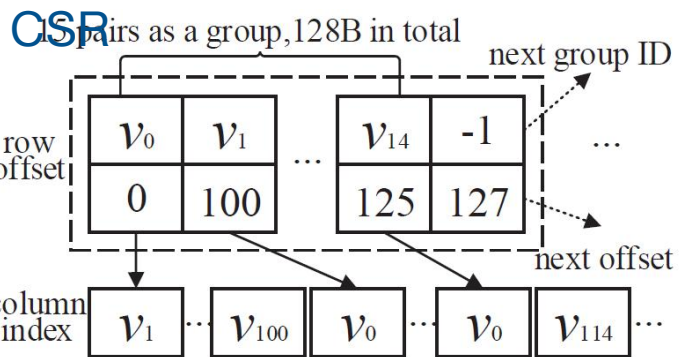 CSR
15 pairs as a group,128B in total
next group ID
row offset
v0 v1 ... v14 -1 ...
0 100 125 127
next offset
column index
v1 ... v100 v0 ... v0 v114 ...